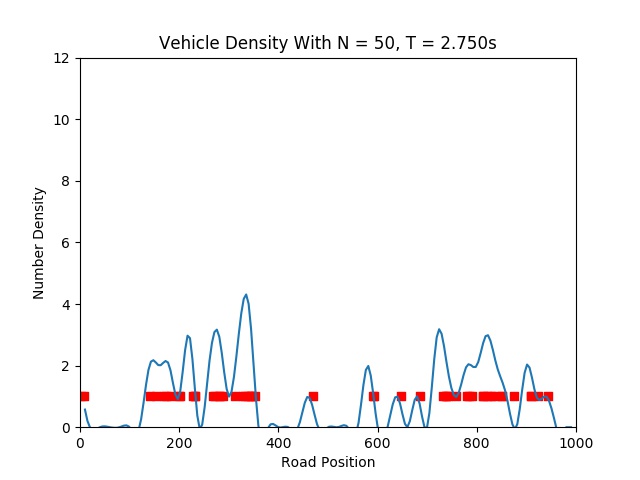 Vehicle Density With N = 50, T = 2.750s
12
10
8
6
4
2
0
Number Density
0 200 400 600 800 1000
Road Position